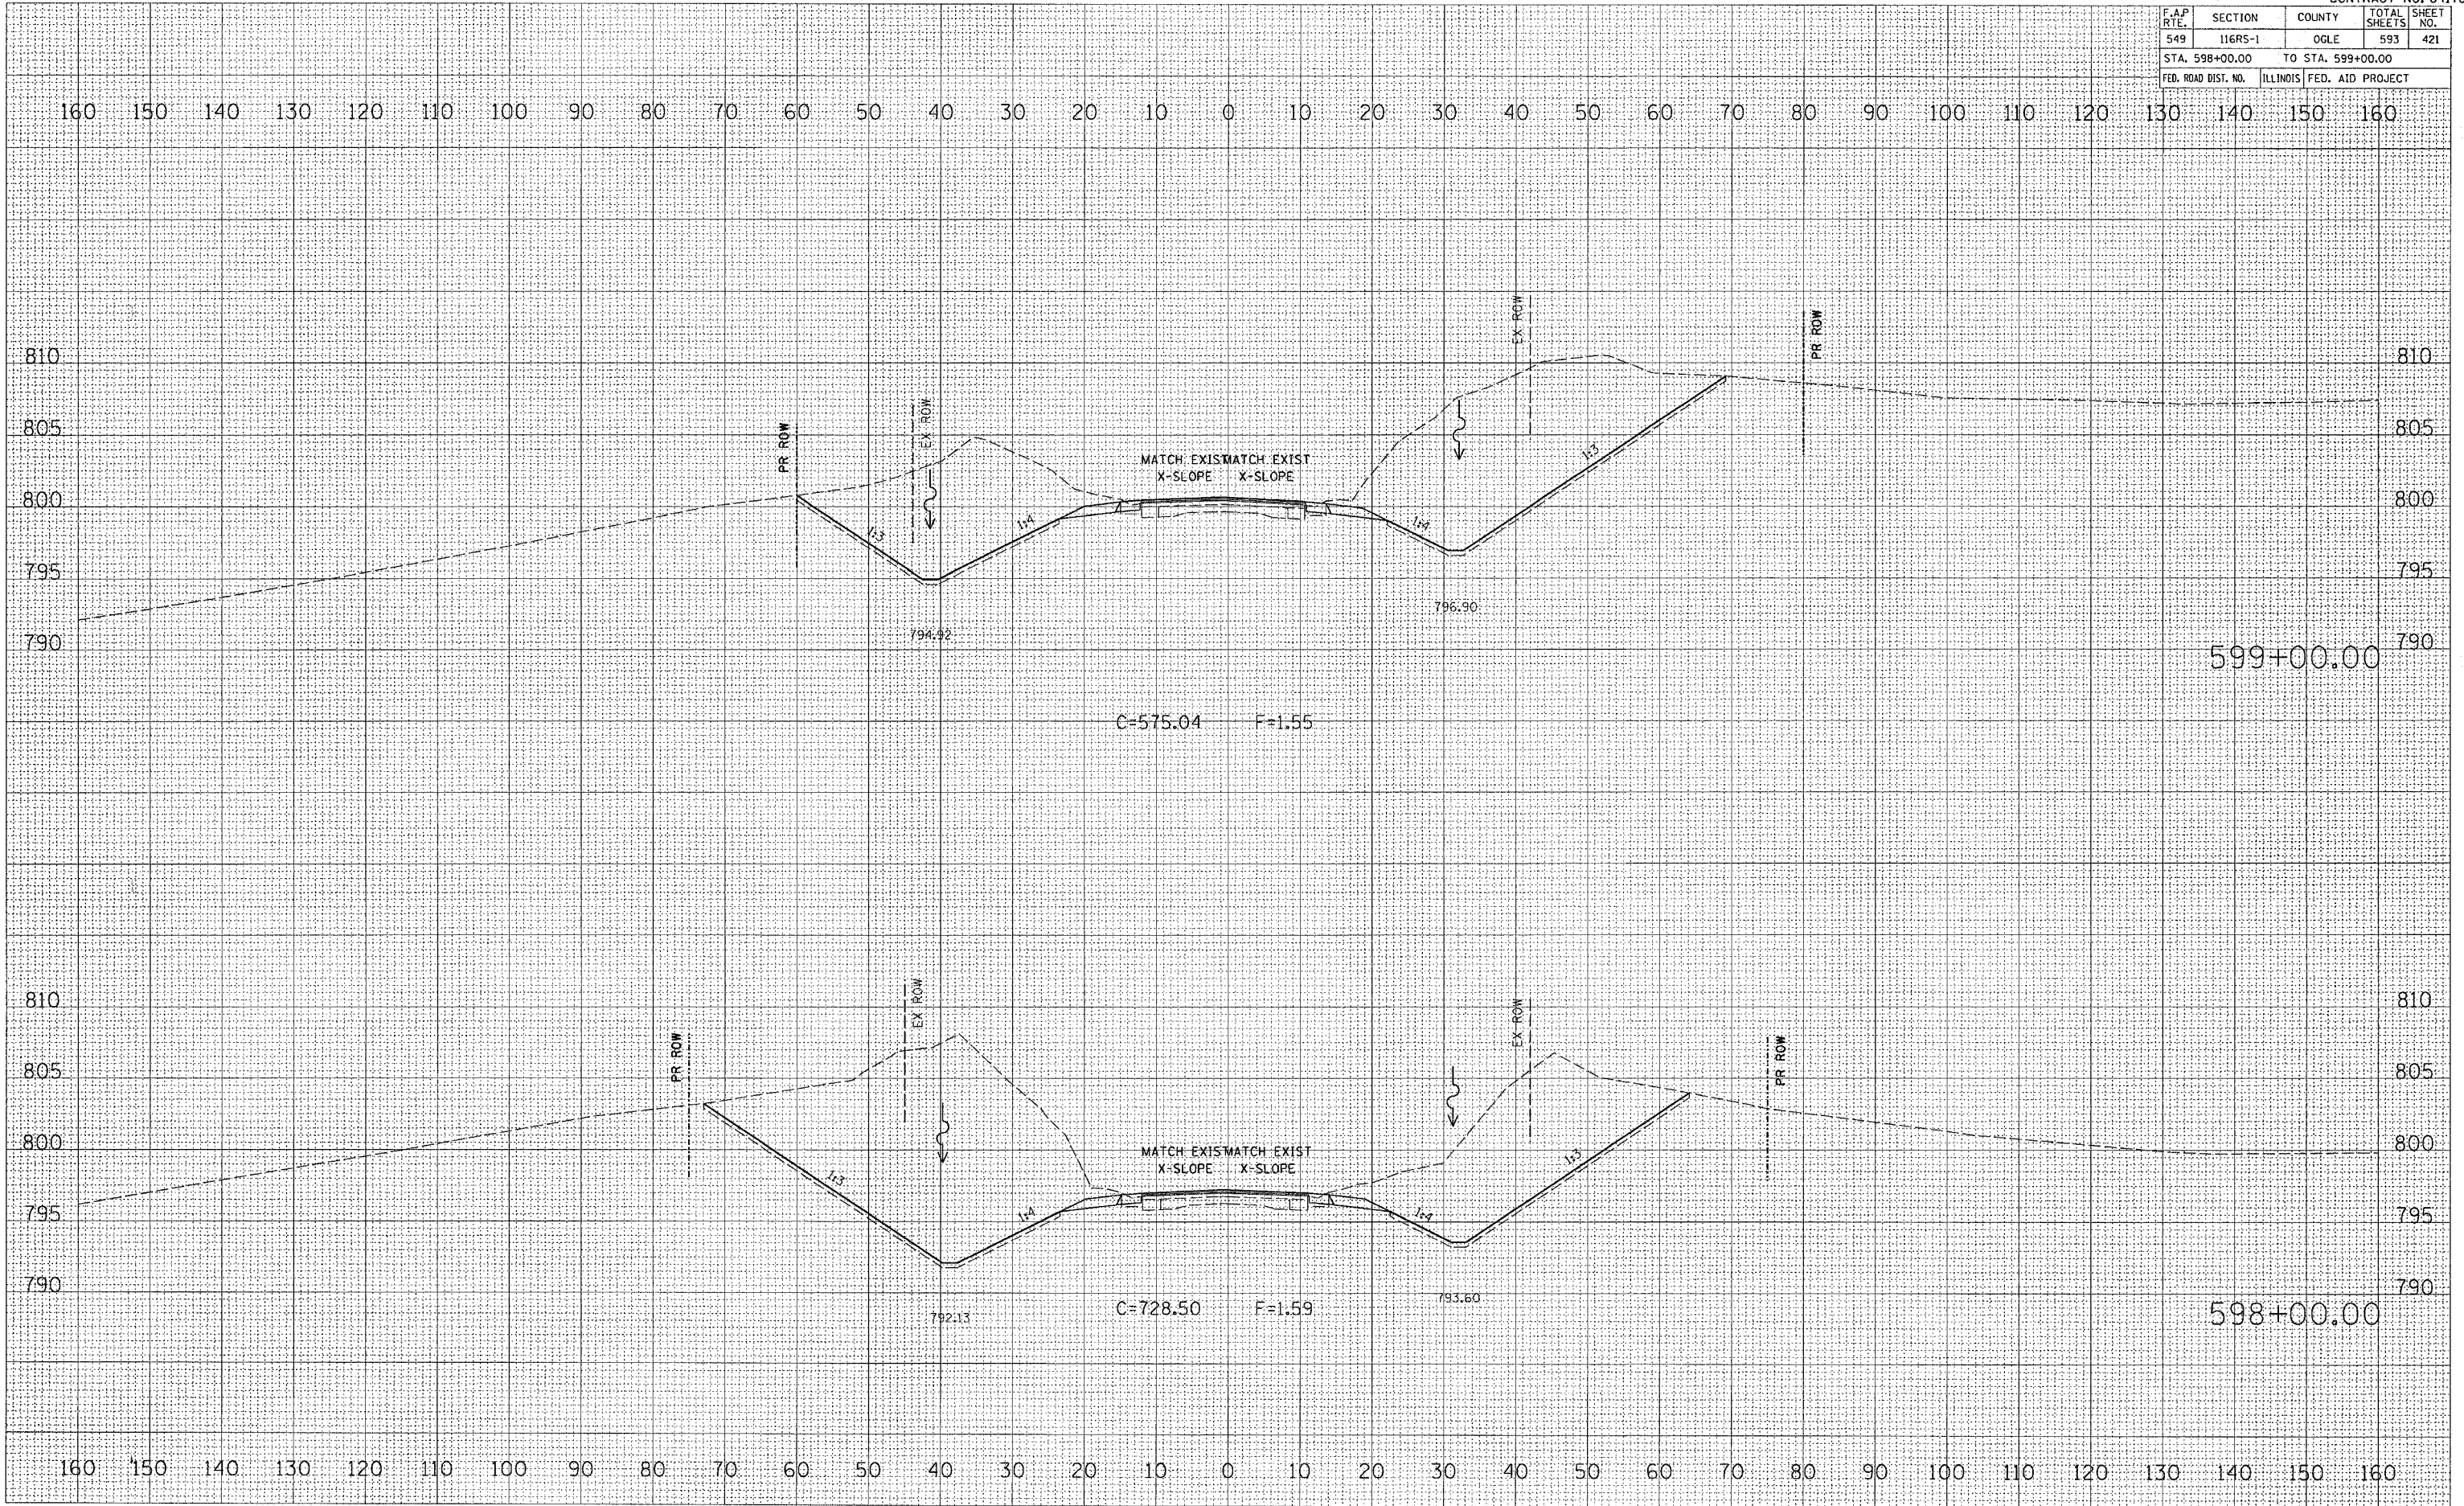 F.A.P RTE. SECTION COUNTY TOTAL SHEETS SHEET NO.
549 116RS-1 OGLE 593 421
STA. 598+00.00 TO STA. 599+00.00
FED. ROAD DIST. NO. ILLINOIS FED. AID PROJECT
160 150 140 130 120 110 100 90 80 70 60 50 40 30 20 10 0 10 20 30 40 50 60 70 80 90 100 110 120 130 140 150 160
EX ROW
PR ROW
810 810
EX ROW
PR ROW
805 805
MATCH EXIST MATCH EXIST
X-SLOPE X-SLOPE
1:3
800 800
1:3 1:4 1:4
795 795
796.90
794.92
790 790
599+00.00
C=575.04 F=1.55
810 810
EX ROW EX ROW
PR ROW PR ROW
805 805
800 800
MATCH EXIST MATCH EXIST
X-SLOPE X-SLOPE
1:3 1:3
795 795
1:4 1:4
790 790
793.60
792.13
C=728.50 F=1.59
598+00.00
160 150 140 130 120 110 100 90 80 70 60 50 40 30 20 10 0 10 20 30 40 50 60 70 80 90 100 110 120 130 140 150 160